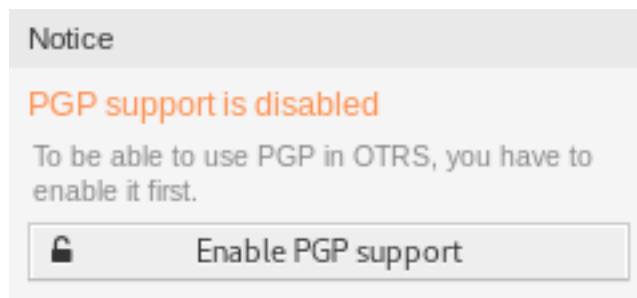 Notice
PGP support is disabled
To be able to use PGP in OTRS, you have to
enable it first.
Enable PGP support